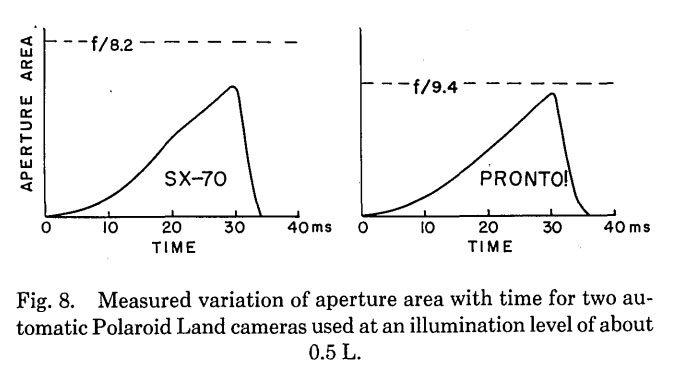 APERTURE AREA
f/8.2
SX-70
0 10 20 30 40 ms
TIME
f/9.4
PRONTO!
0 10 20 30 40 ms
TIME
Fig. 8. Measured variation of aperture area with time for two au-
tomatic Polaroid Land cameras used at an illumination level of about
0.5 L.